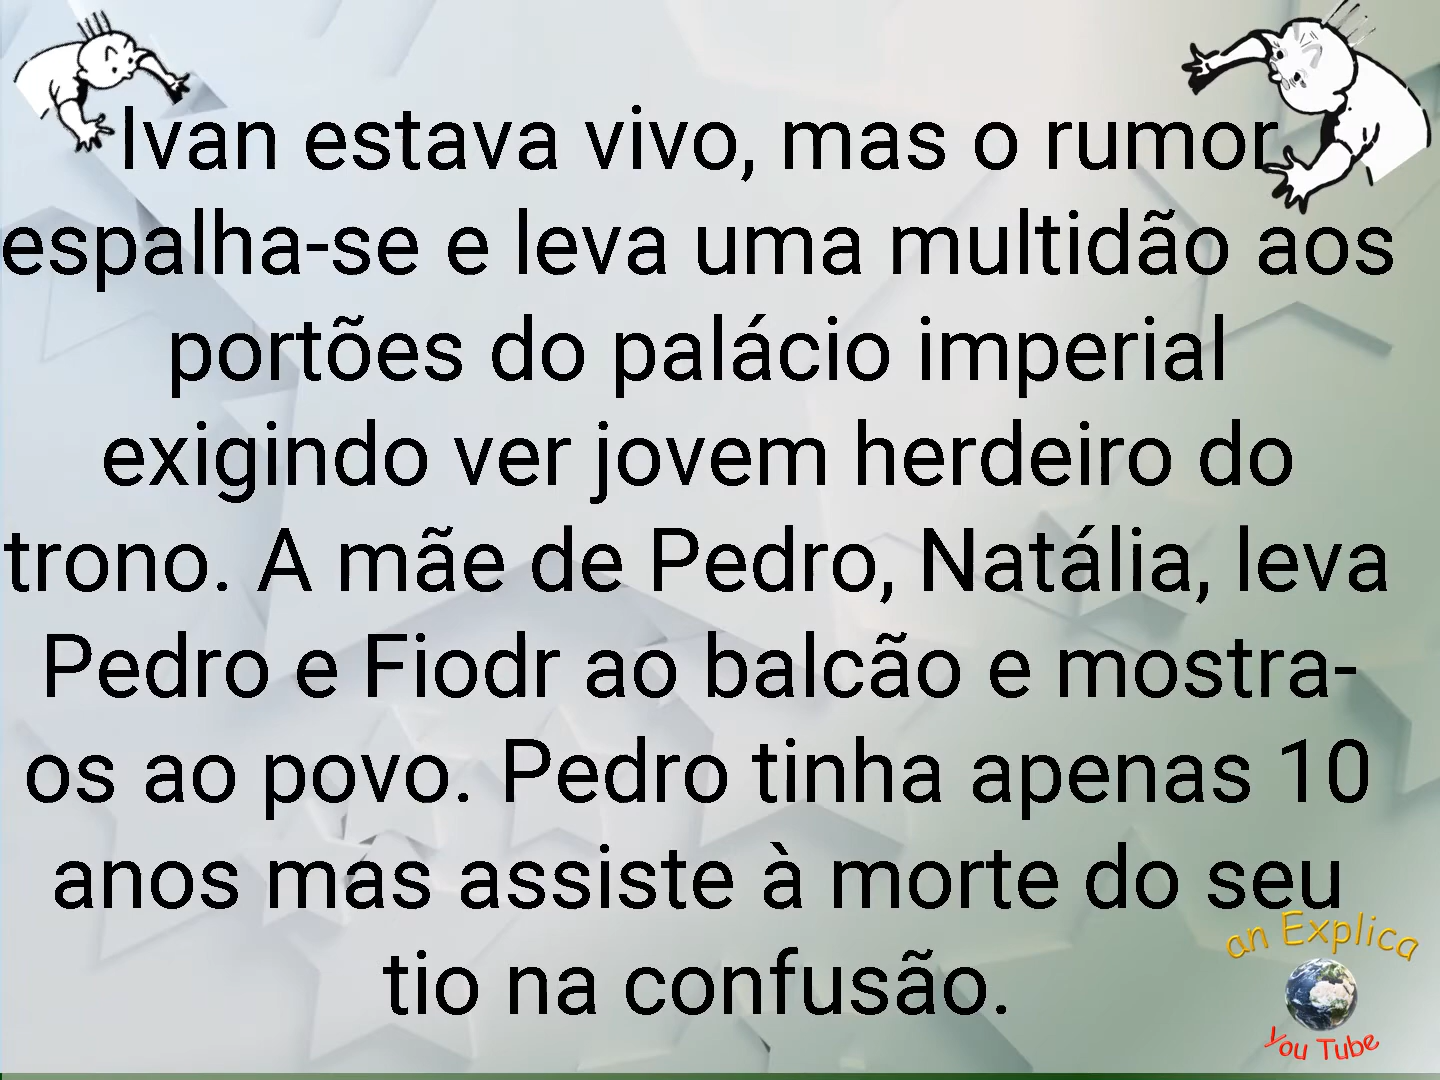 Ivan estava vivo, mas o rumor
espalha-se e leva uma multidão aos
portões do palácio imperial
exigindo ver jovem herdeiro do
trono. A mãe de Pedro, Natália, leva
Pedro e Fiodr ao balcão e mostra-
os ao povo. Pedro tinha apenas 10
anos mas assiste à morte do seu
tio na confusão.
an Explica
You Tube